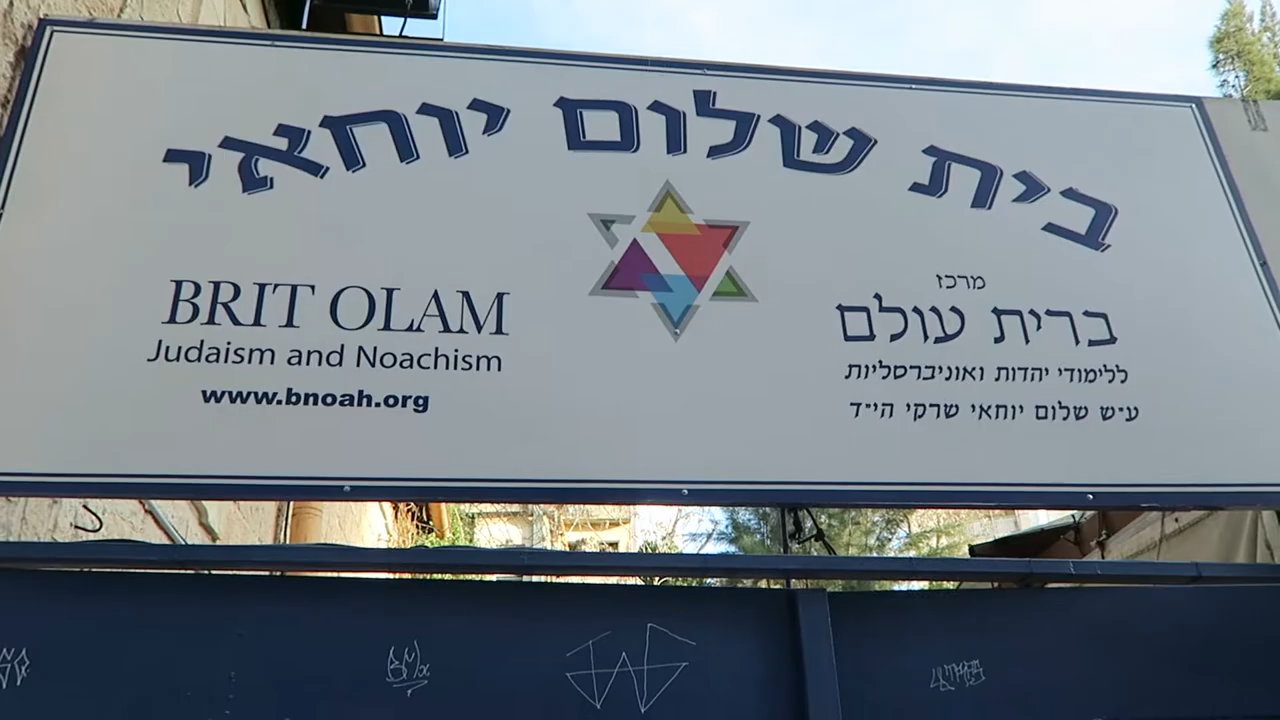 בית שלום יוחאי
BRIT OLAM
Judaism and Noachism
www.bnoah.org
מרכז
ברית עולם
ללימודי יהדות ואוניברסליות
ע״ש שלום יוחאי שרקי הי״ד